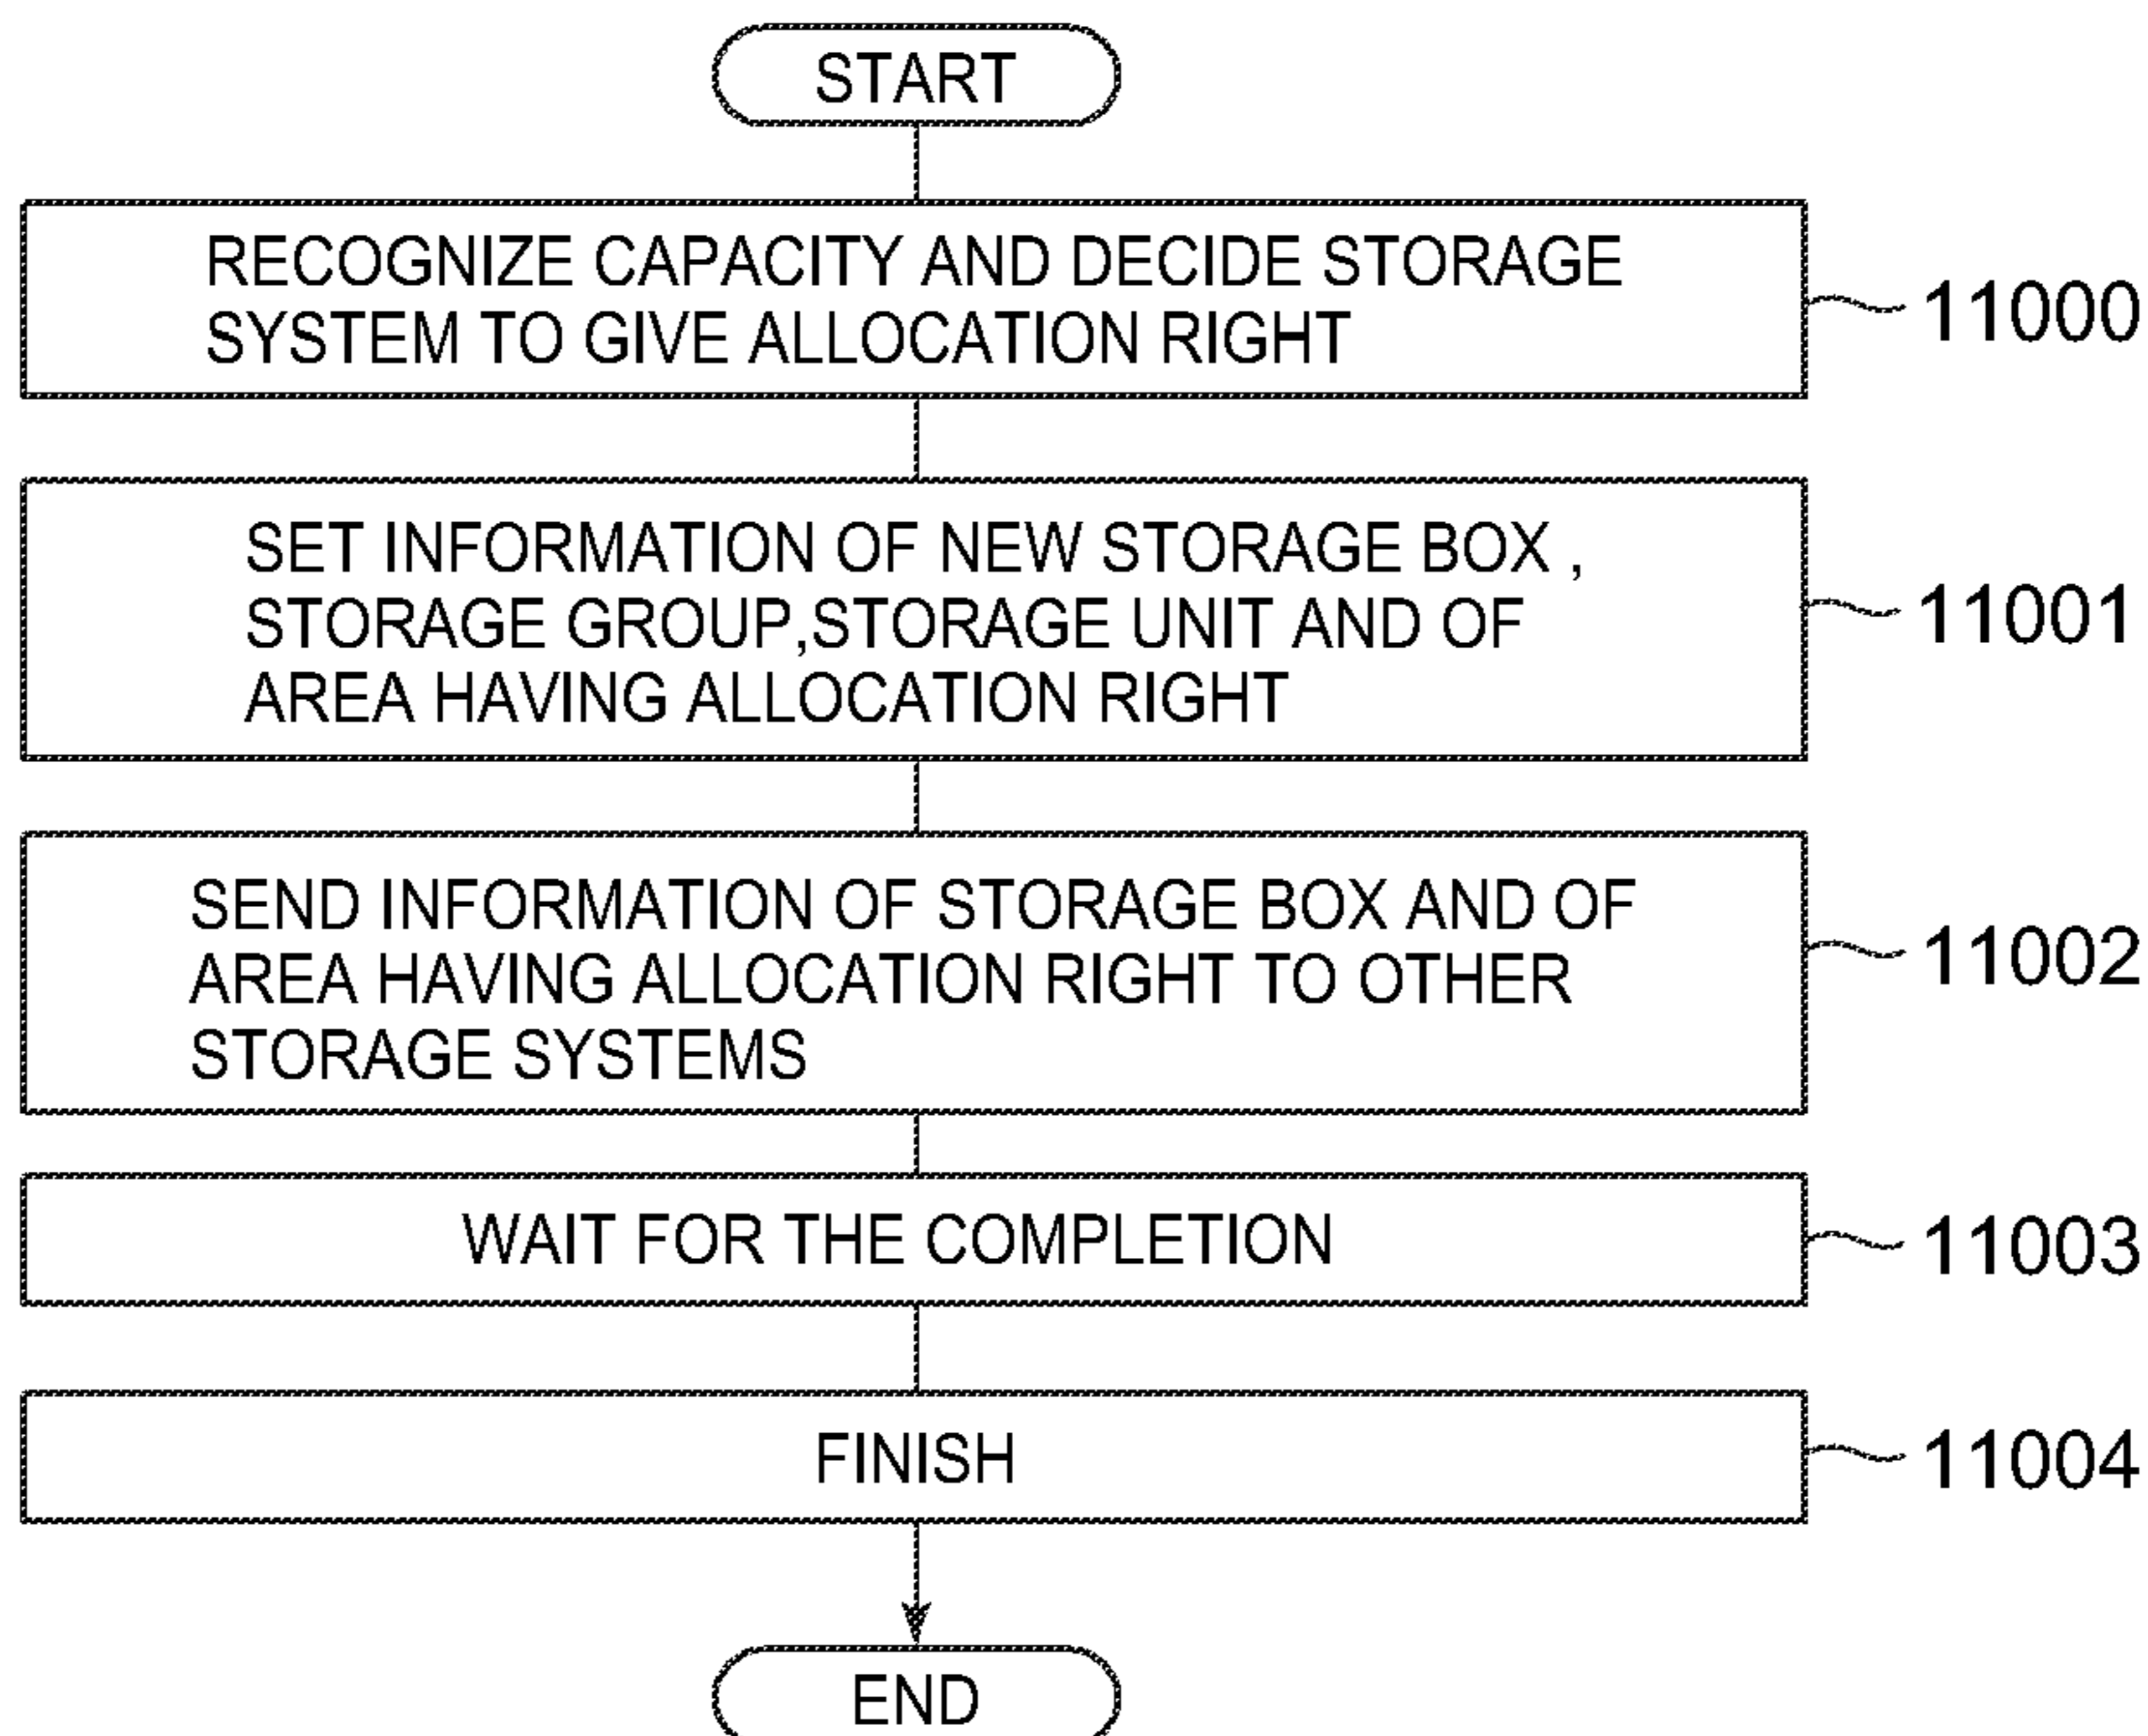 START
RECOGNIZE CAPACITY AND DECIDE STORAGE
SYSTEM TO GIVE ALLOCATION RIGHT
11000
SET INFORMATION OF NEW STORAGE BOX ,
STORAGE GROUP,STORAGE UNIT AND OF
AREA HAVING ALLOCATION RIGHT
11001
SEND INFORMATION OF STORAGE BOX AND OF
AREA HAVING ALLOCATION RIGHT TO OTHER
STORAGE SYSTEMS
11002
WAIT FOR THE COMPLETION
11003
FINISH
11004
END